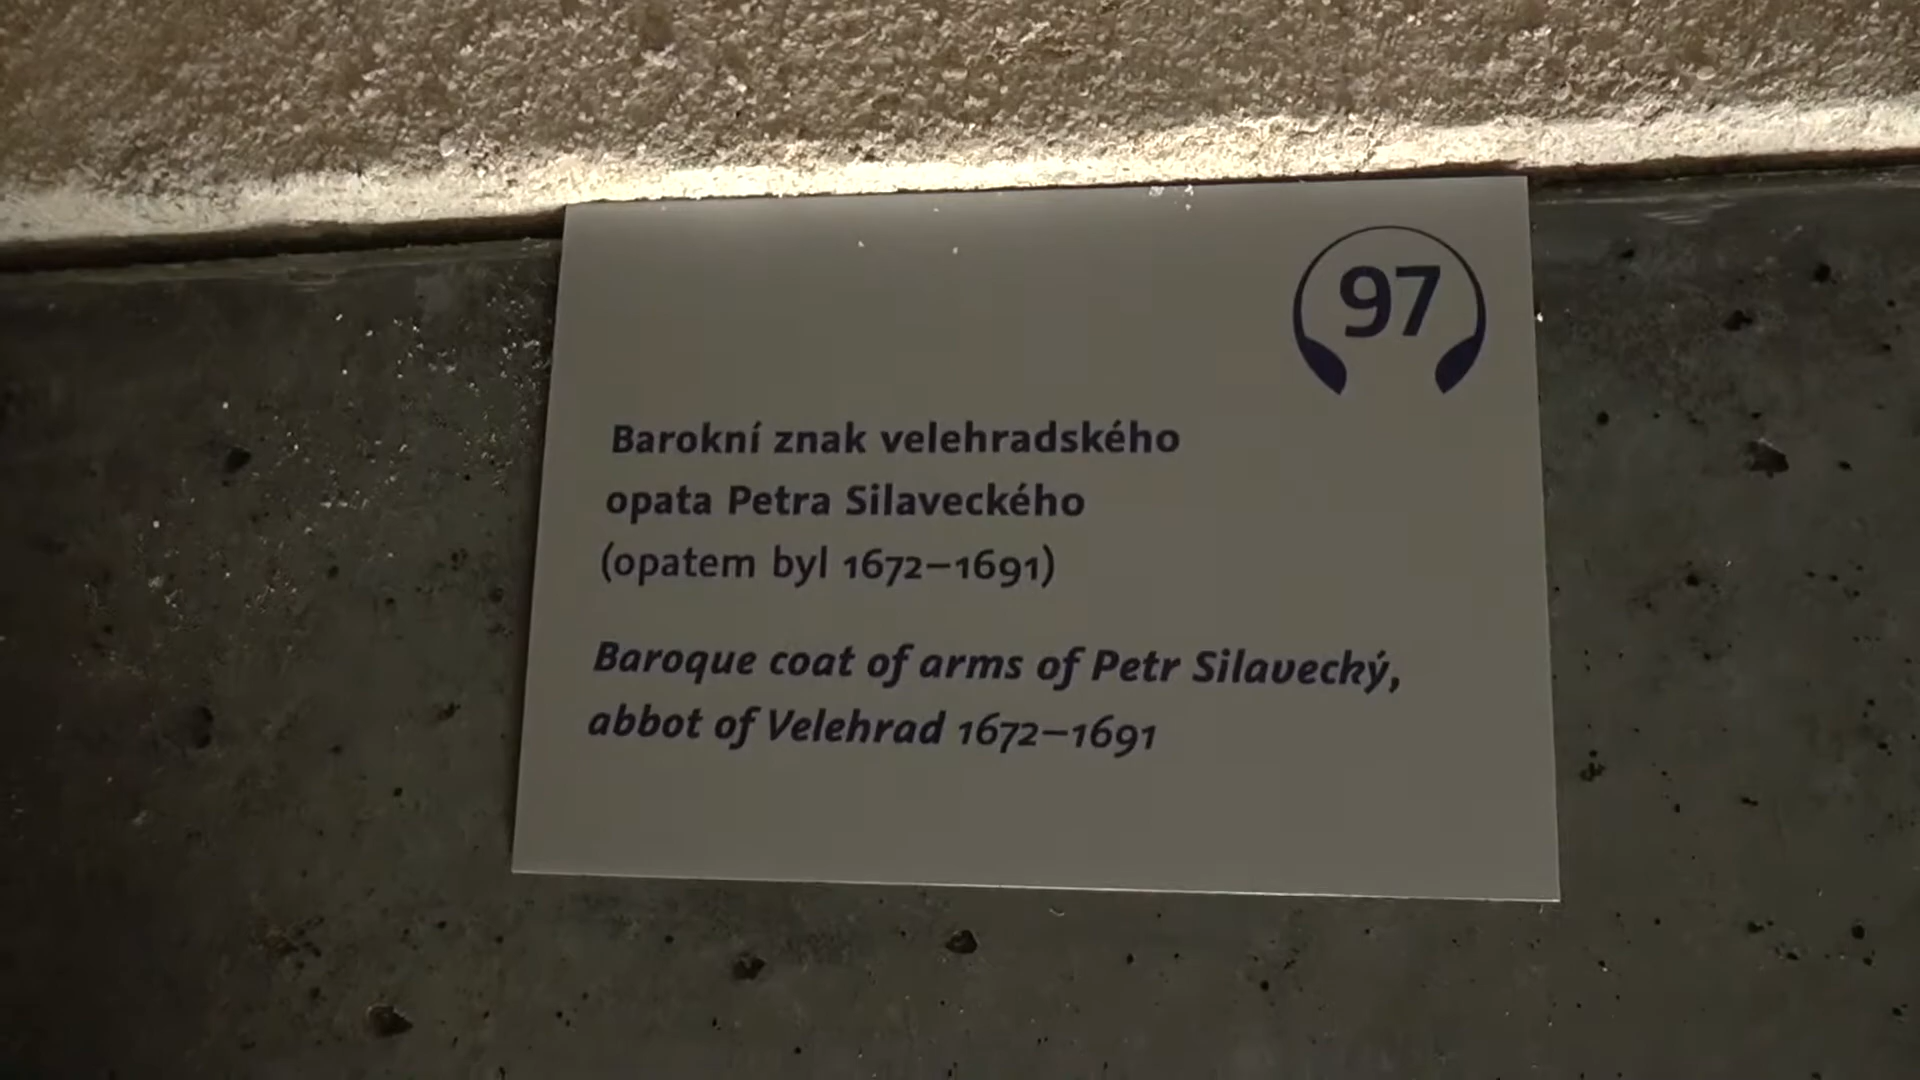 97
Barokní znak velehradského
opata Petra Silaveckého
(opatem byl 1672–1691)
Baroque coat of arms of Petr Silavecký,
abbot of Velehrad 1672–1691